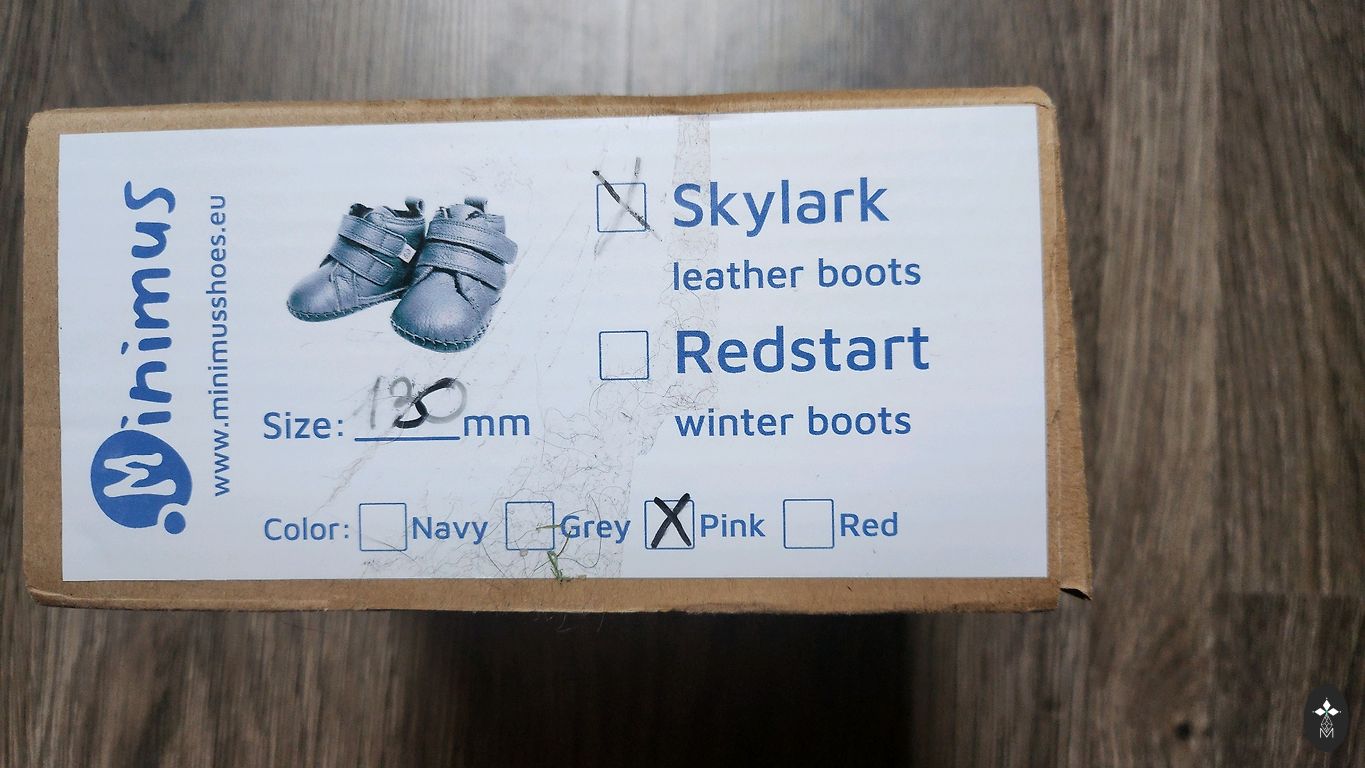 Minimus
www.minimusshoes.eu
Skylark
leather boots
Redstart
winter boots
Size: 130 mm
Color: Navy Grey X Pink Red
M